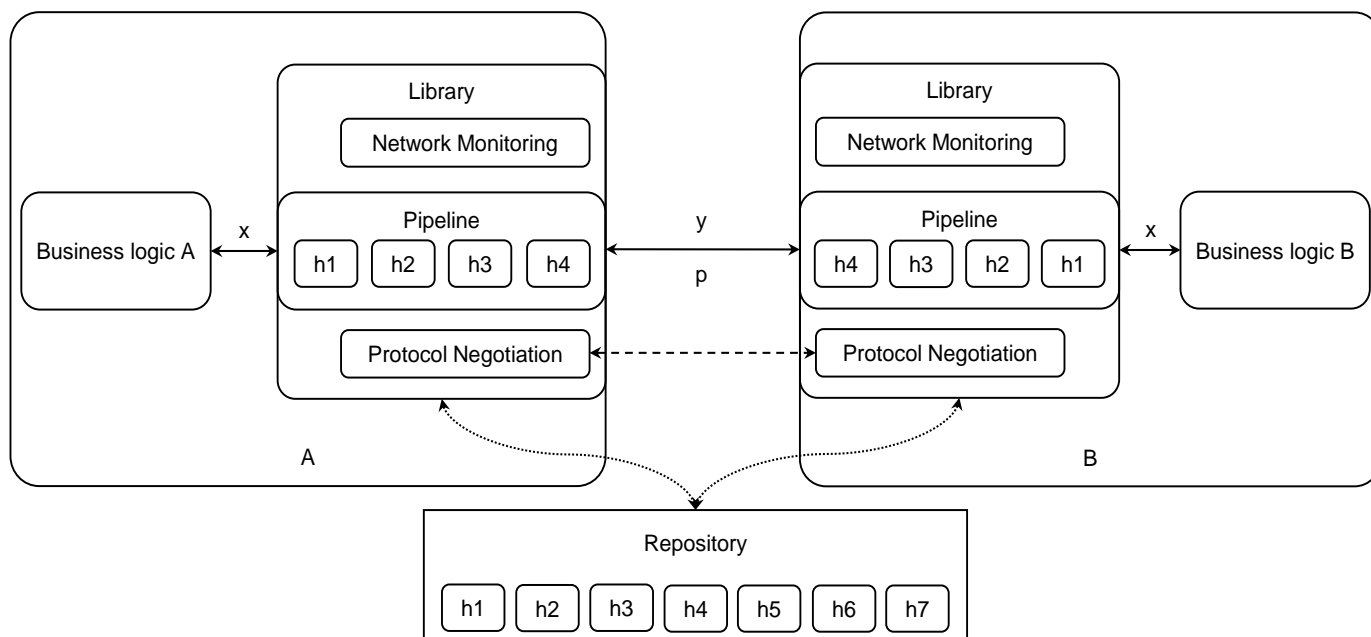 Library
Network Monitoring
Business logic A
x
Pipeline
h1 h2 h3 h4
Protocol Negotiation
A
y
p
Library
Network Monitoring
Pipeline
h4 h3 h2 h1
x
Business logic B
Protocol Negotiation
B
Repository
h1 h2 h3 h4 h5 h6 h7